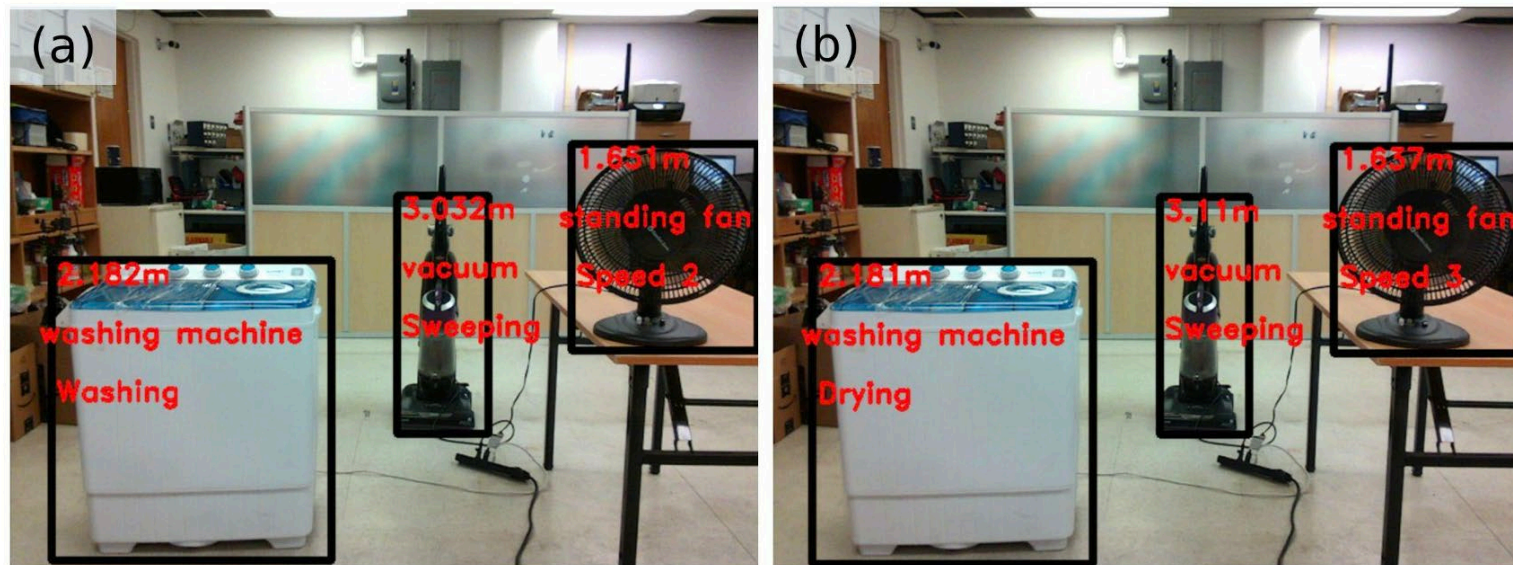 (a)
1.651m
standing fan
Speed 2
3.032m
vacuum
Sweeping
2.182m
washing machine
Washing
(b)
1.637m
standing fan
Speed 3
3.11m
vacuum
Sweeping
2.181m
washing machine
Drying